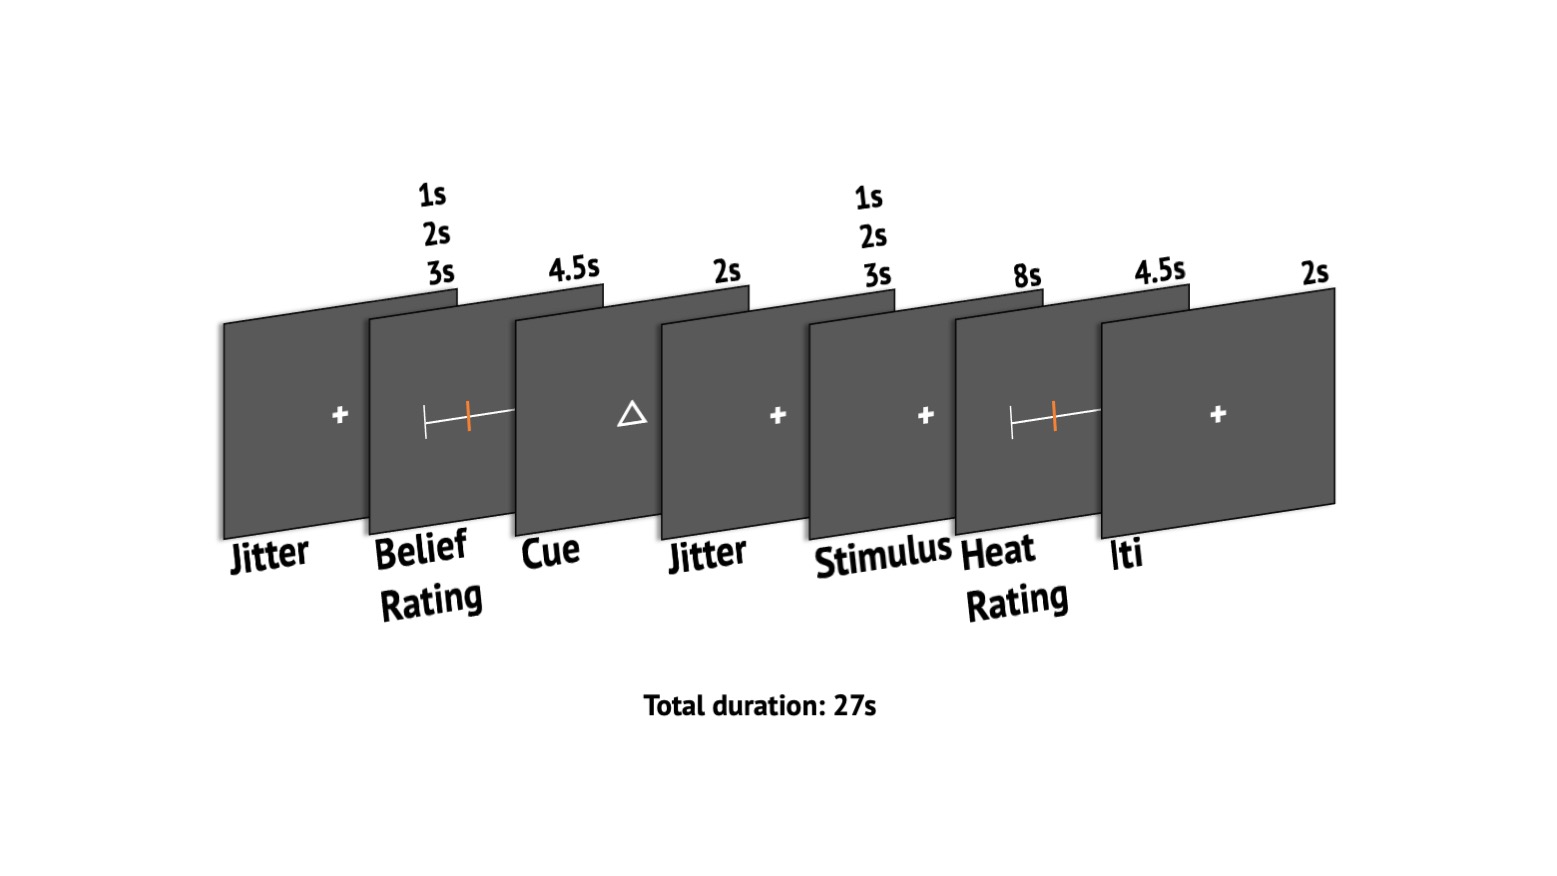 1s
2s
3s
4.5s
2s
1s
2s
3s
8s
4.5s
2s
Jitter
Belief
Rating
Cue
Jitter
Stimulus
Heat
Rating
Iti
Total duration: 27s